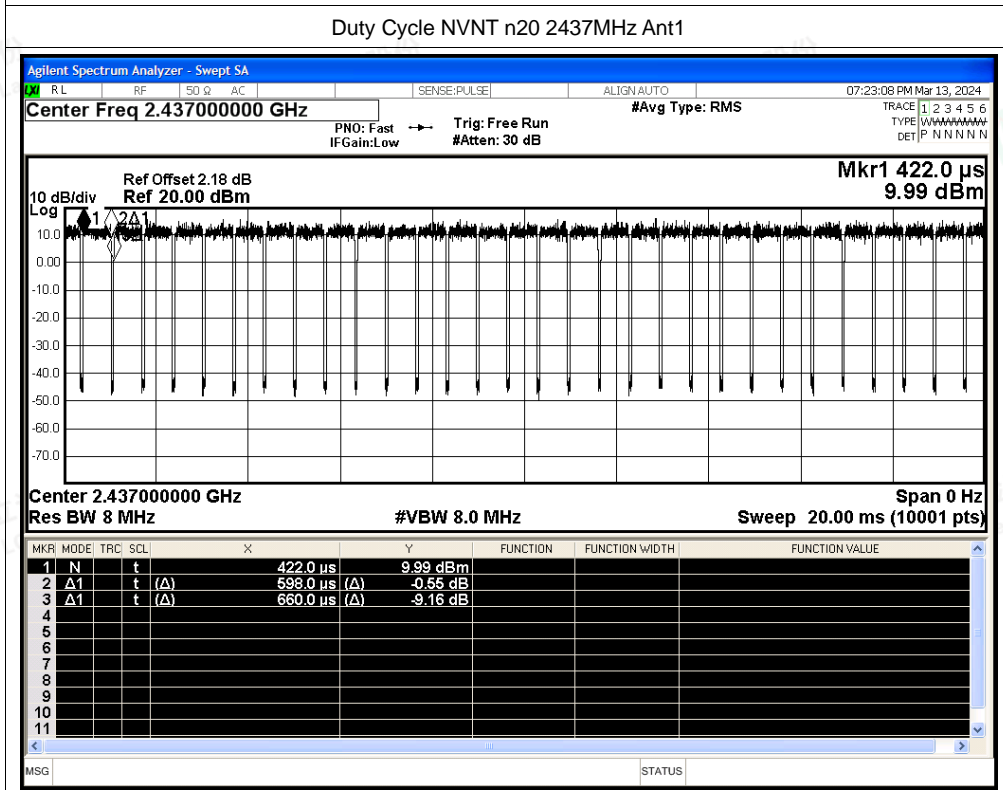 Duty Cycle NVNT n20 2437MHz Ant1
Agilent Spectrum Analyzer - Swept SA
LXI RL RF 50 Ω AC SENSE:PULSE ALIGN AUTO 07:23:08 PM Mar 13, 2024
Center Freq 2.437000000 GHz #Avg Type: RMS TRACE 1 2 3 4 5 6
PNO: Fast Trig: Free Run TYPE WWWWWW
IFGain:Low #Atten: 30 dB DET P N N N N N
Mkr1 422.0 µs
Ref Offset 2.18 dB
10 dB/div Ref 20.00 dBm 9.99 dBm
Log
1 2Δ1
10.0
0.00
-10.0
-20.0
-30.0
-40.0
-50.0
-60.0
-70.0
Center 2.437000000 GHz Span 0 Hz
Res BW 8 MHz #VBW 8.0 MHz Sweep 20.00 ms (10001 pts)
MKR MODE TRC SCL X Y FUNCTION FUNCTION WIDTH FUNCTION VALUE
1 N t 422.0 µs 9.99 dBm
2 Δ1 t (Δ) 598.0 µs (Δ) -0.55 dB
3 Δ1 t (Δ) 660.0 µs (Δ) -9.16 dB
4
5
6
7
8
9
10
11
MSG STATUS